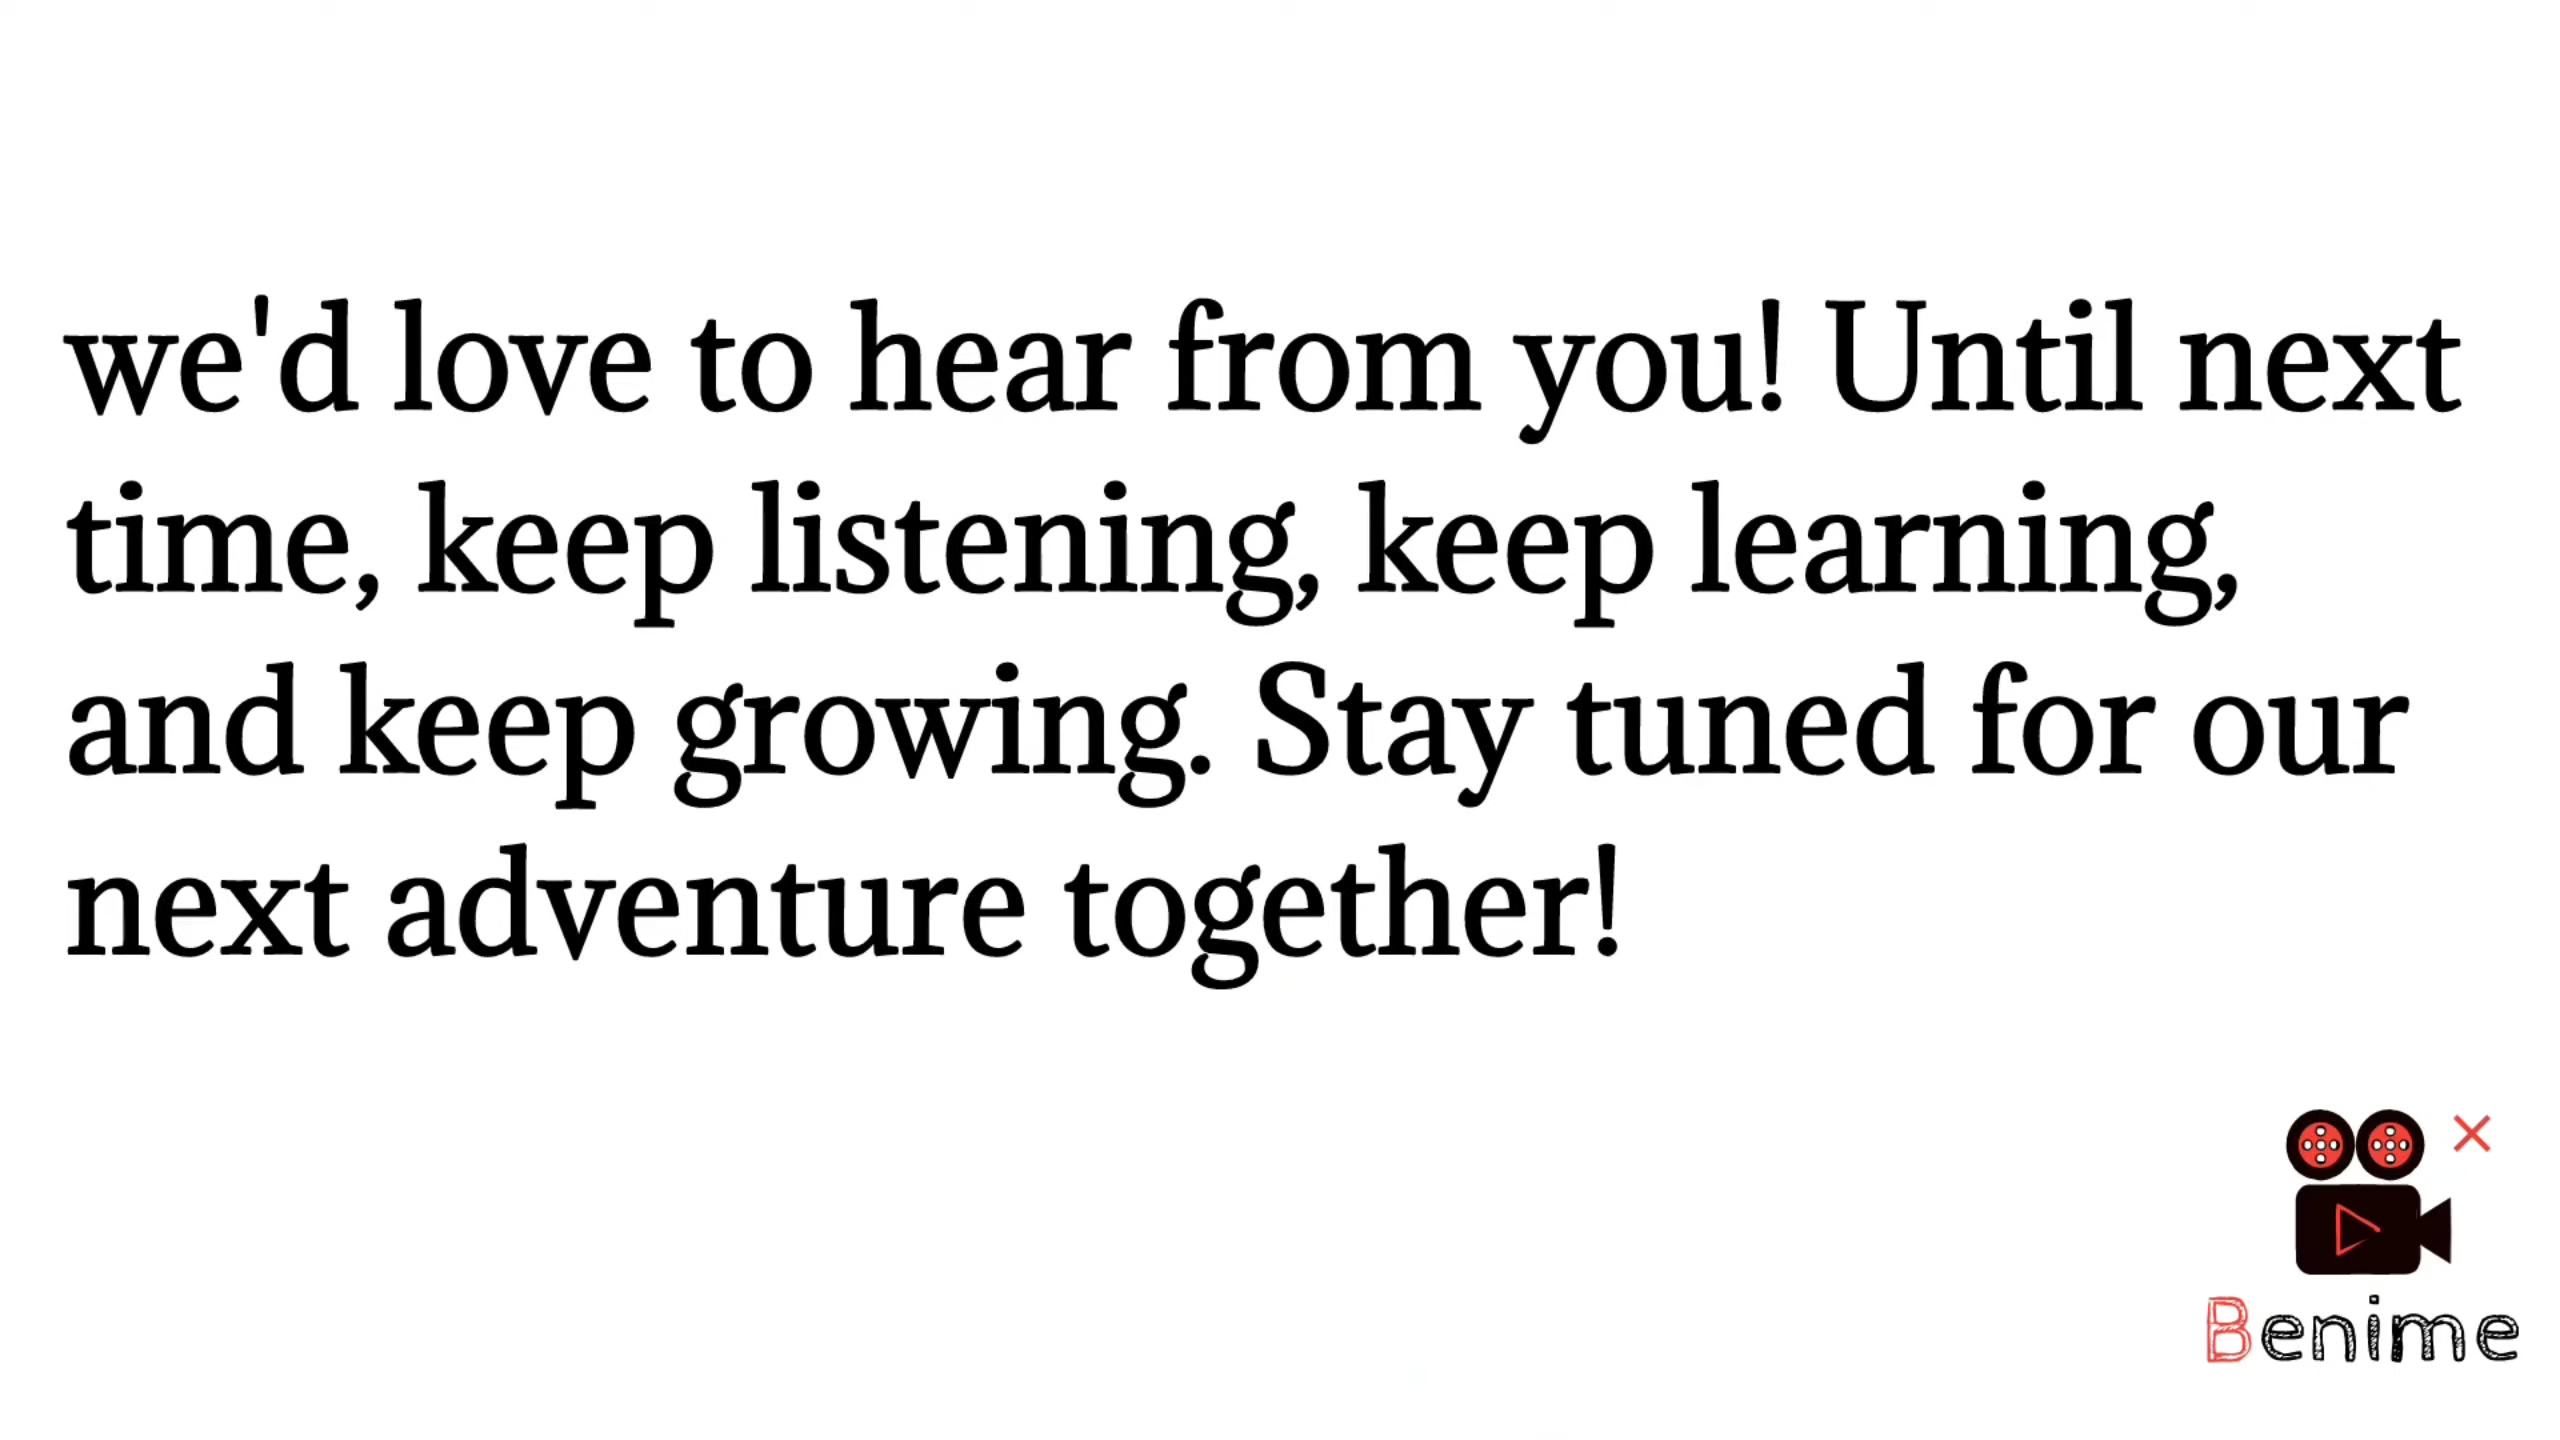 we'd love to hear from you! Until next
time, keep listening, keep learning,
and keep growing. Stay tuned for our
next adventure together!
Benime